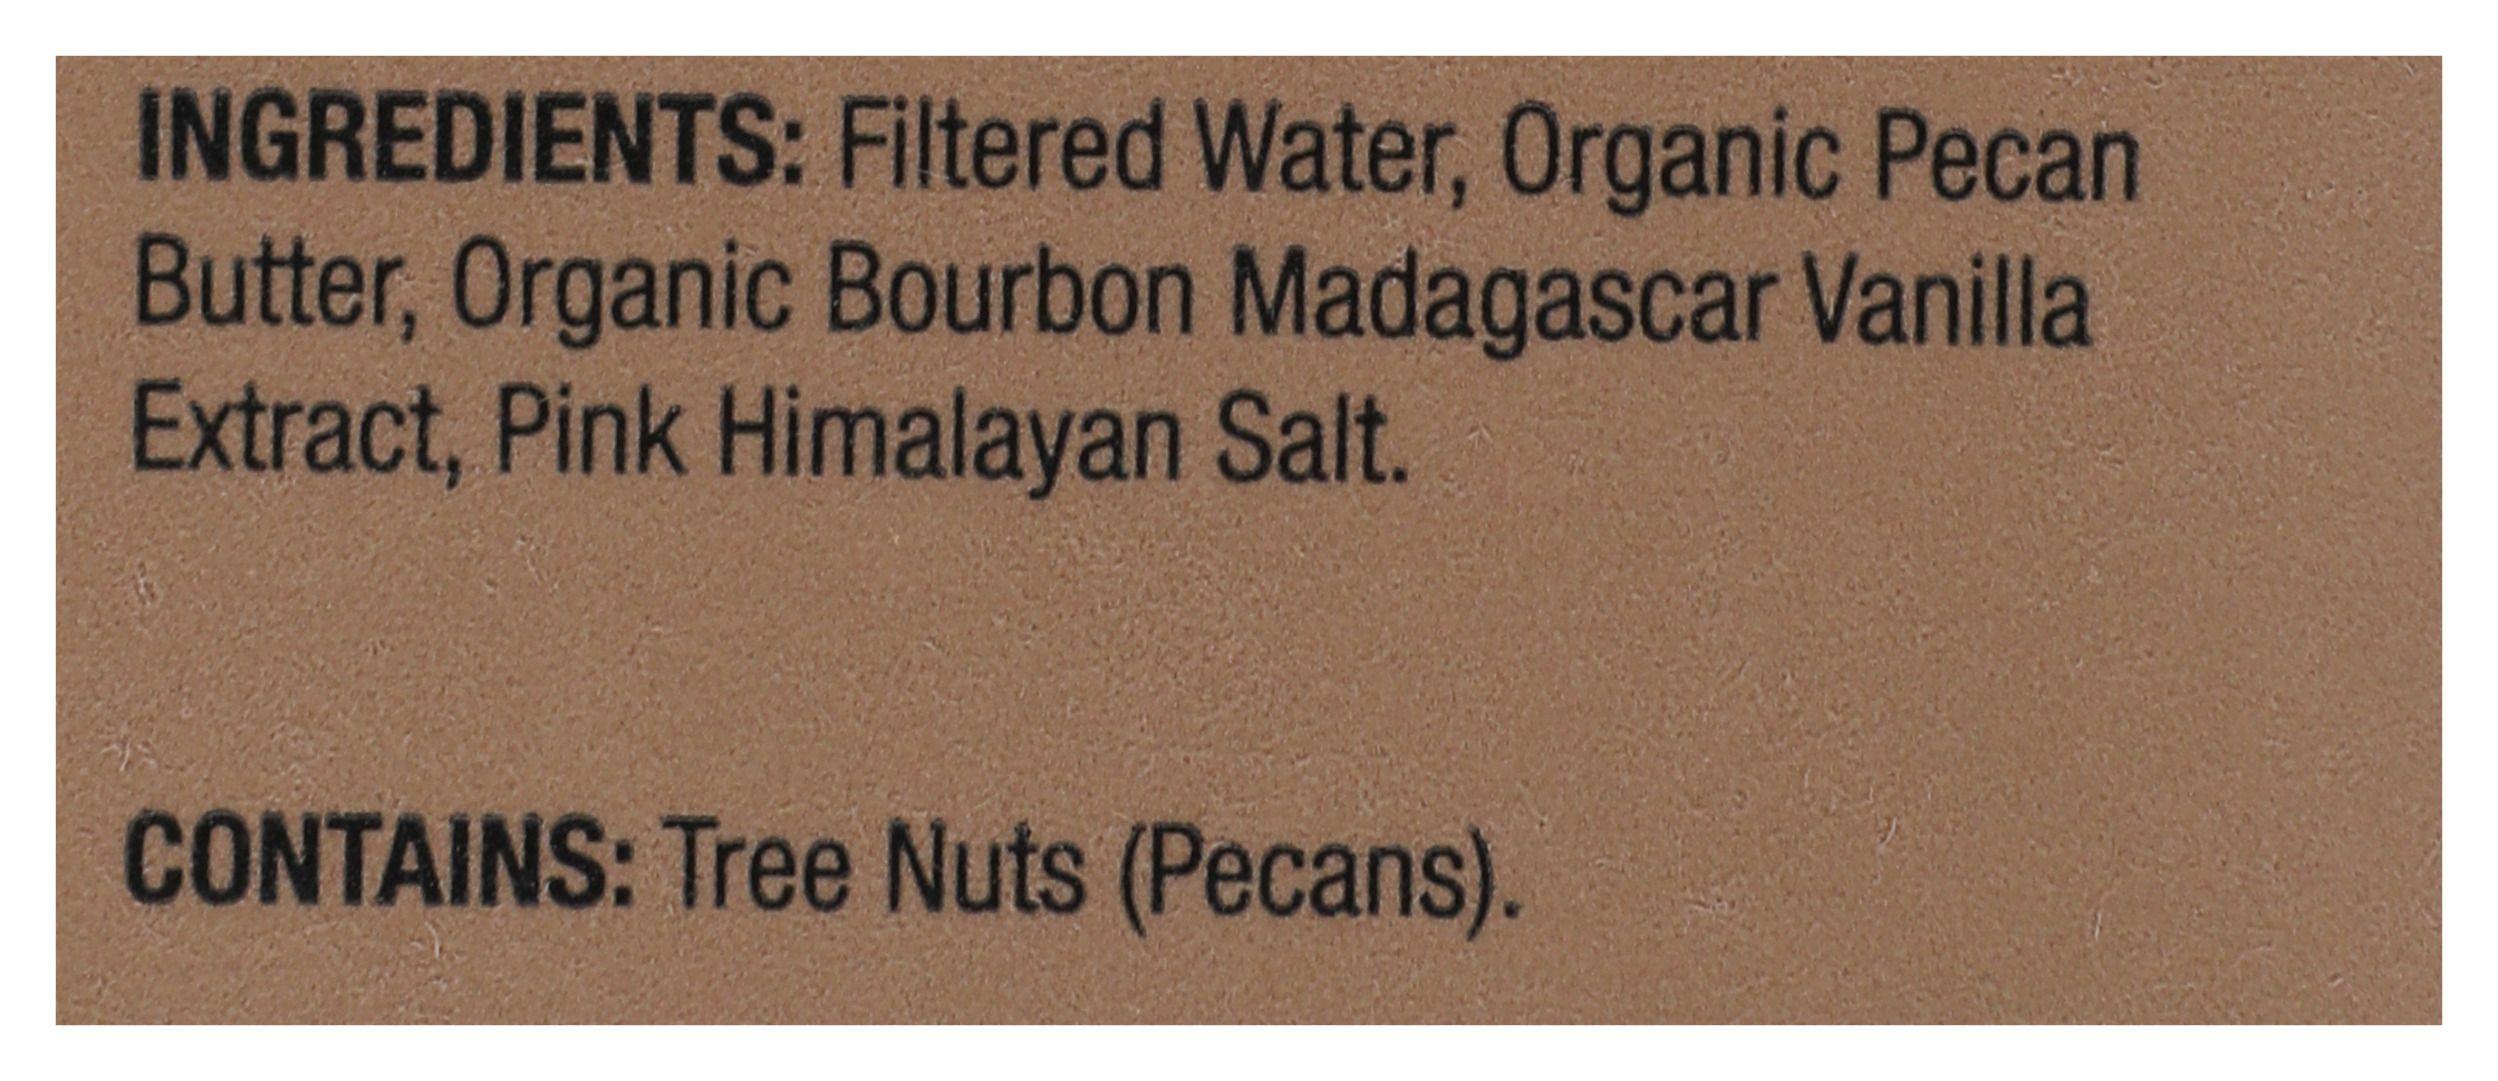 INGREDIENTS: Filtered Water, Organic Pecan
Butter, Organic Bourbon Madagascar Vanilla
Extract, Pink Himalayan Salt.
CONTAINS: Tree Nuts (Pecans).